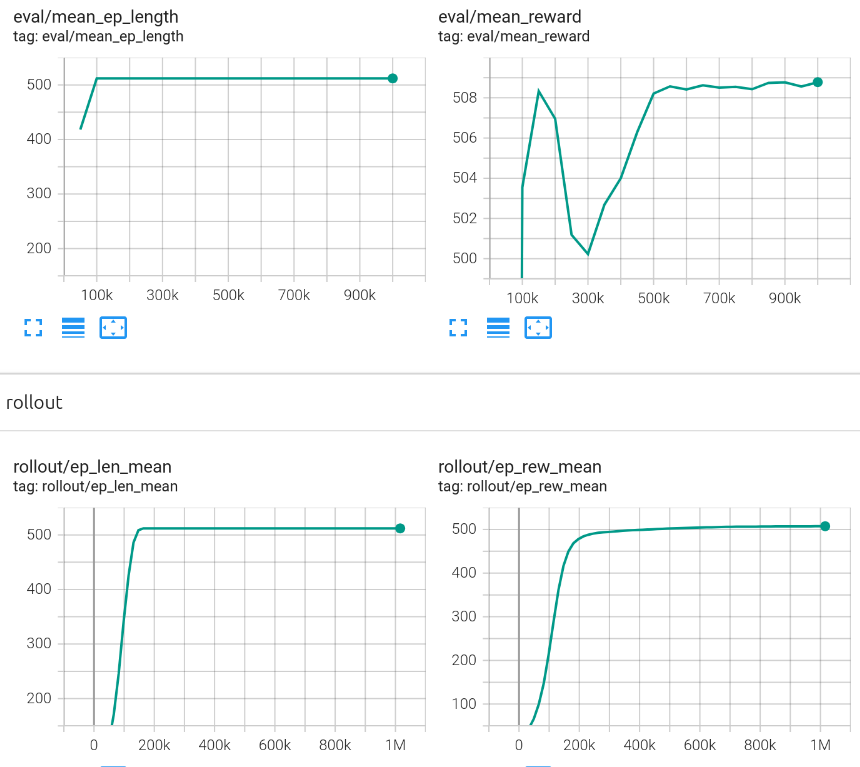 eval/mean_ep_length
tag: eval/mean_ep_length
500
400
300
200
100k 300k 500k 700k 900k
eval/mean_reward
tag: eval/mean_reward
508
506
504
502
500
100k 300k 500k 700k 900k
rollout
rollout/ep_len_mean
tag: rollout/ep_len_mean
500
400
300
200
0 200k 400k 600k 800k 1M
rollout/ep_rew_mean
tag: rollout/ep_rew_mean
500
400
300
200
100
0 200k 400k 600k 800k 1M